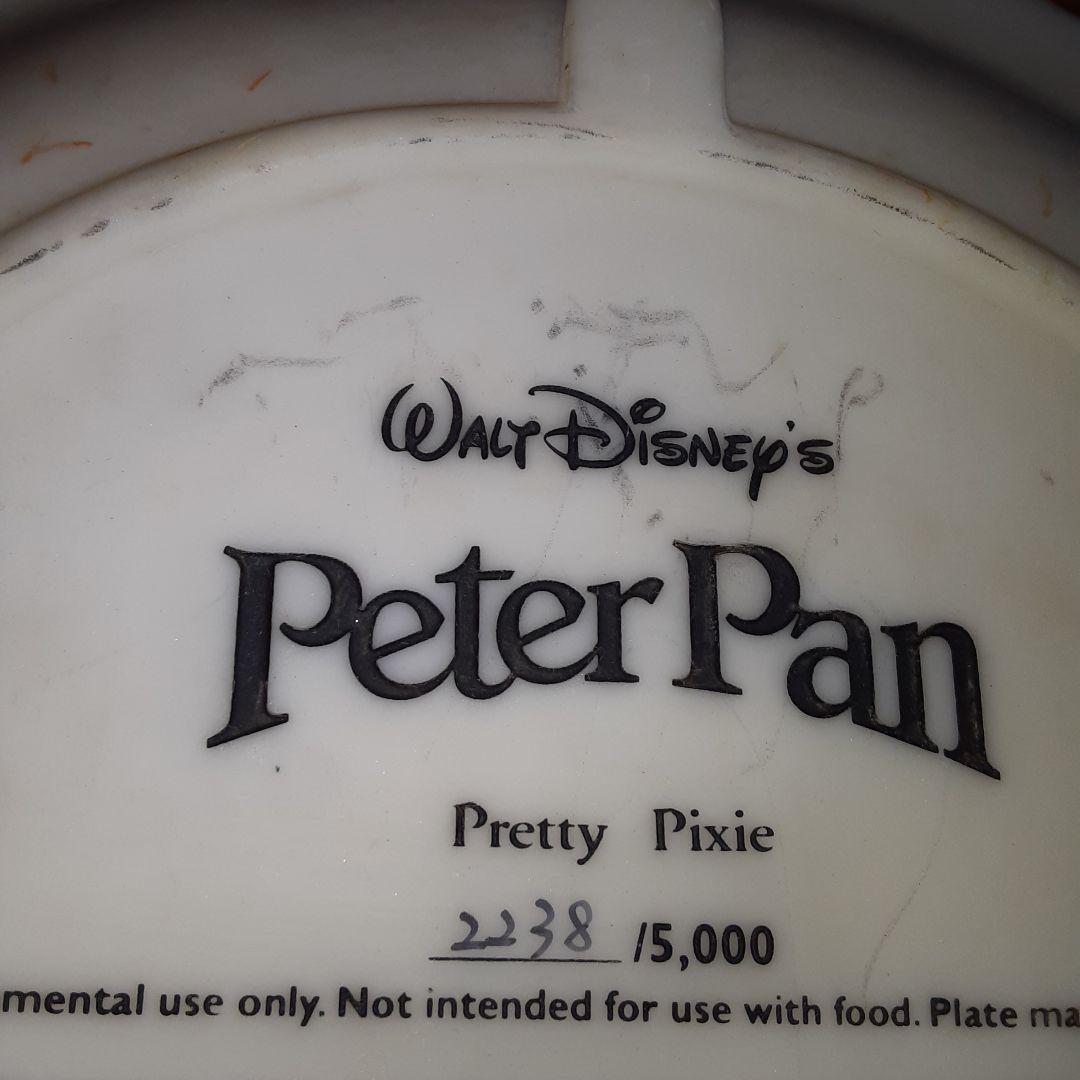 Walt Disney's
Peter Pan
Pretty Pixie
2238 /5,000
mental use only. Not intended for use with food. Plate ma